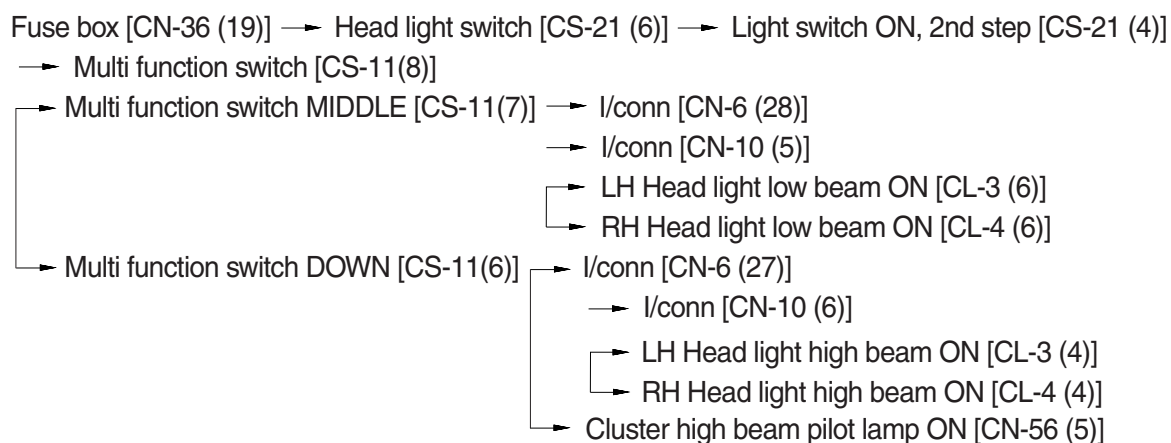 Fuse box [CN-36 (19)] → Head light switch [CS-21 (6)] → Light switch ON, 2nd step [CS-21 (4)]
→ Multi function switch [CS-11(8)]
→ Multi function switch MIDDLE [CS-11(7)] → I/conn [CN-6 (28)]
→ I/conn [CN-10 (5)]
→ LH Head light low beam ON [CL-3 (6)]
→ RH Head light low beam ON [CL-4 (6)]
→ Multi function switch DOWN [CS-11(6)] → I/conn [CN-6 (27)]
→ I/conn [CN-10 (6)]
→ LH Head light high beam ON [CL-3 (4)]
→ RH Head light high beam ON [CL-4 (4)]
→ Cluster high beam pilot lamp ON [CN-56 (5)]